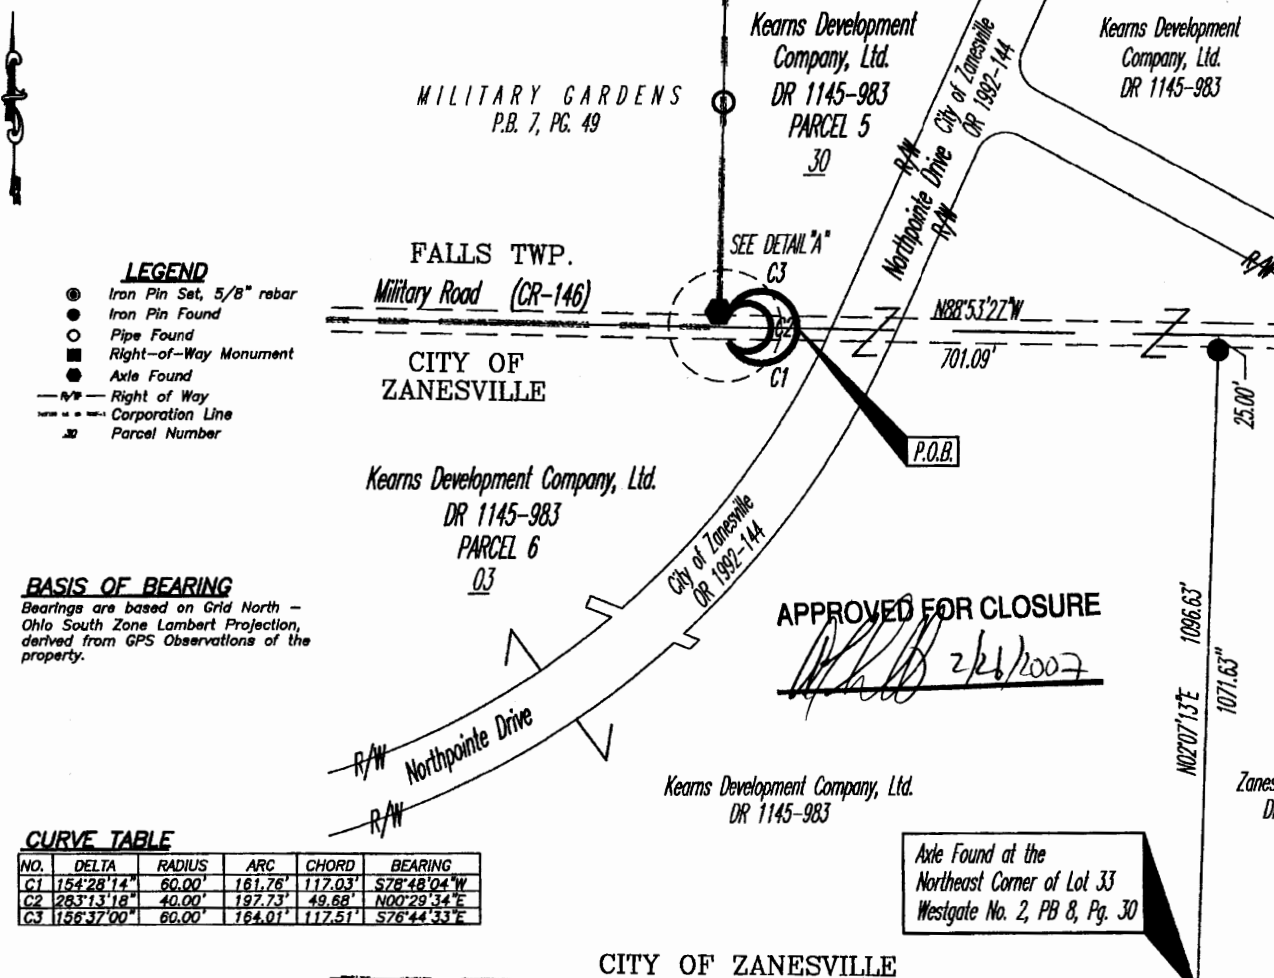 Kearns Development
Company, Ltd.
DR 1145-983
PARCEL 5
30
Kearns Development
Company, Ltd.
DR 1145-983
MILITARY GARDENS
P.B. 7, PG. 49
City of Zanesville
OR 1992-144
R/W
Northpointe Drive
R/W
R/W
SEE DETAIL "A"
FALLS TWP.
Military Road (CR-146)
CITY OF
ZANESVILLE
C3
C2
C1
N88°53'27"W
701.09'
25.00'
P.O.B.
LEGEND
Iron Pin Set, 5/8" rebar
Iron Pin Found
Pipe Found
Right-of-Way Monument
Axle Found
R/W Right of Way
Corporation Line
30 Parcel Number
Kearns Development Company, Ltd.
DR 1145-983
PARCEL 6
03
City of Zanesville
OR 1992-144
BASIS OF BEARING
Bearings are based on Grid North -
Ohio South Zone Lambert Projection,
derived from GPS Observations of the
property.
APPROVED FOR CLOSURE
2/26/2007
N02°07'13"E 1096.63'
1071.63"
R/W
Northpointe Drive
R/W
Kearns Development Company, Ltd.
DR 1145-983
CURVE TABLE
NO. DELTA RADIUS ARC CHORD BEARING
C1 154°28'14" 60.00' 161.76' 117.03' S78°48'04"W
C2 283°13'18" 40.00' 197.73' 49.68' N00°29'34"E
C3 156°37'00" 60.00' 164.01' 117.51' S76°44'33"E
Axle Found at the
Northeast Corner of Lot 33
Westgate No. 2, PB 8, Pg. 30
CITY OF ZANESVILLE